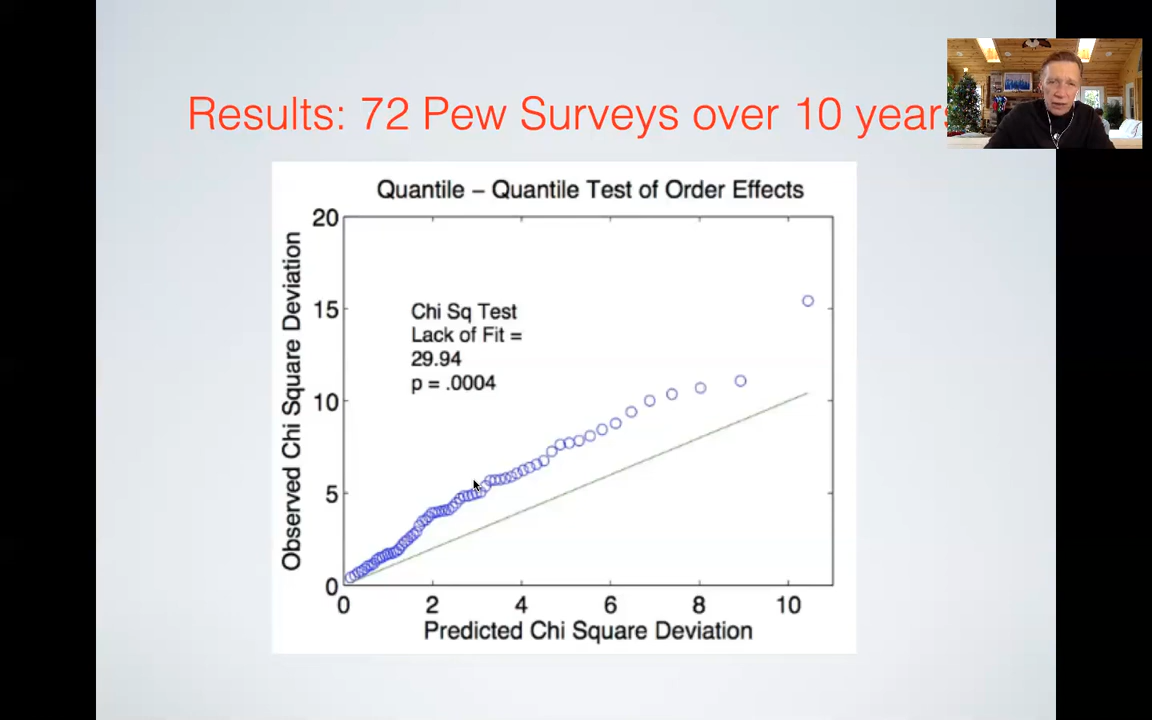 Results: 72 Pew Surveys over 10 years
Quantile – Quantile Test of Order Effects
20
15
10
5
0
Observed Chi Square Deviation
Chi Sq Test
Lack of Fit =
29.94
p = .0004
0 2 4 6 8 10
Predicted Chi Square Deviation